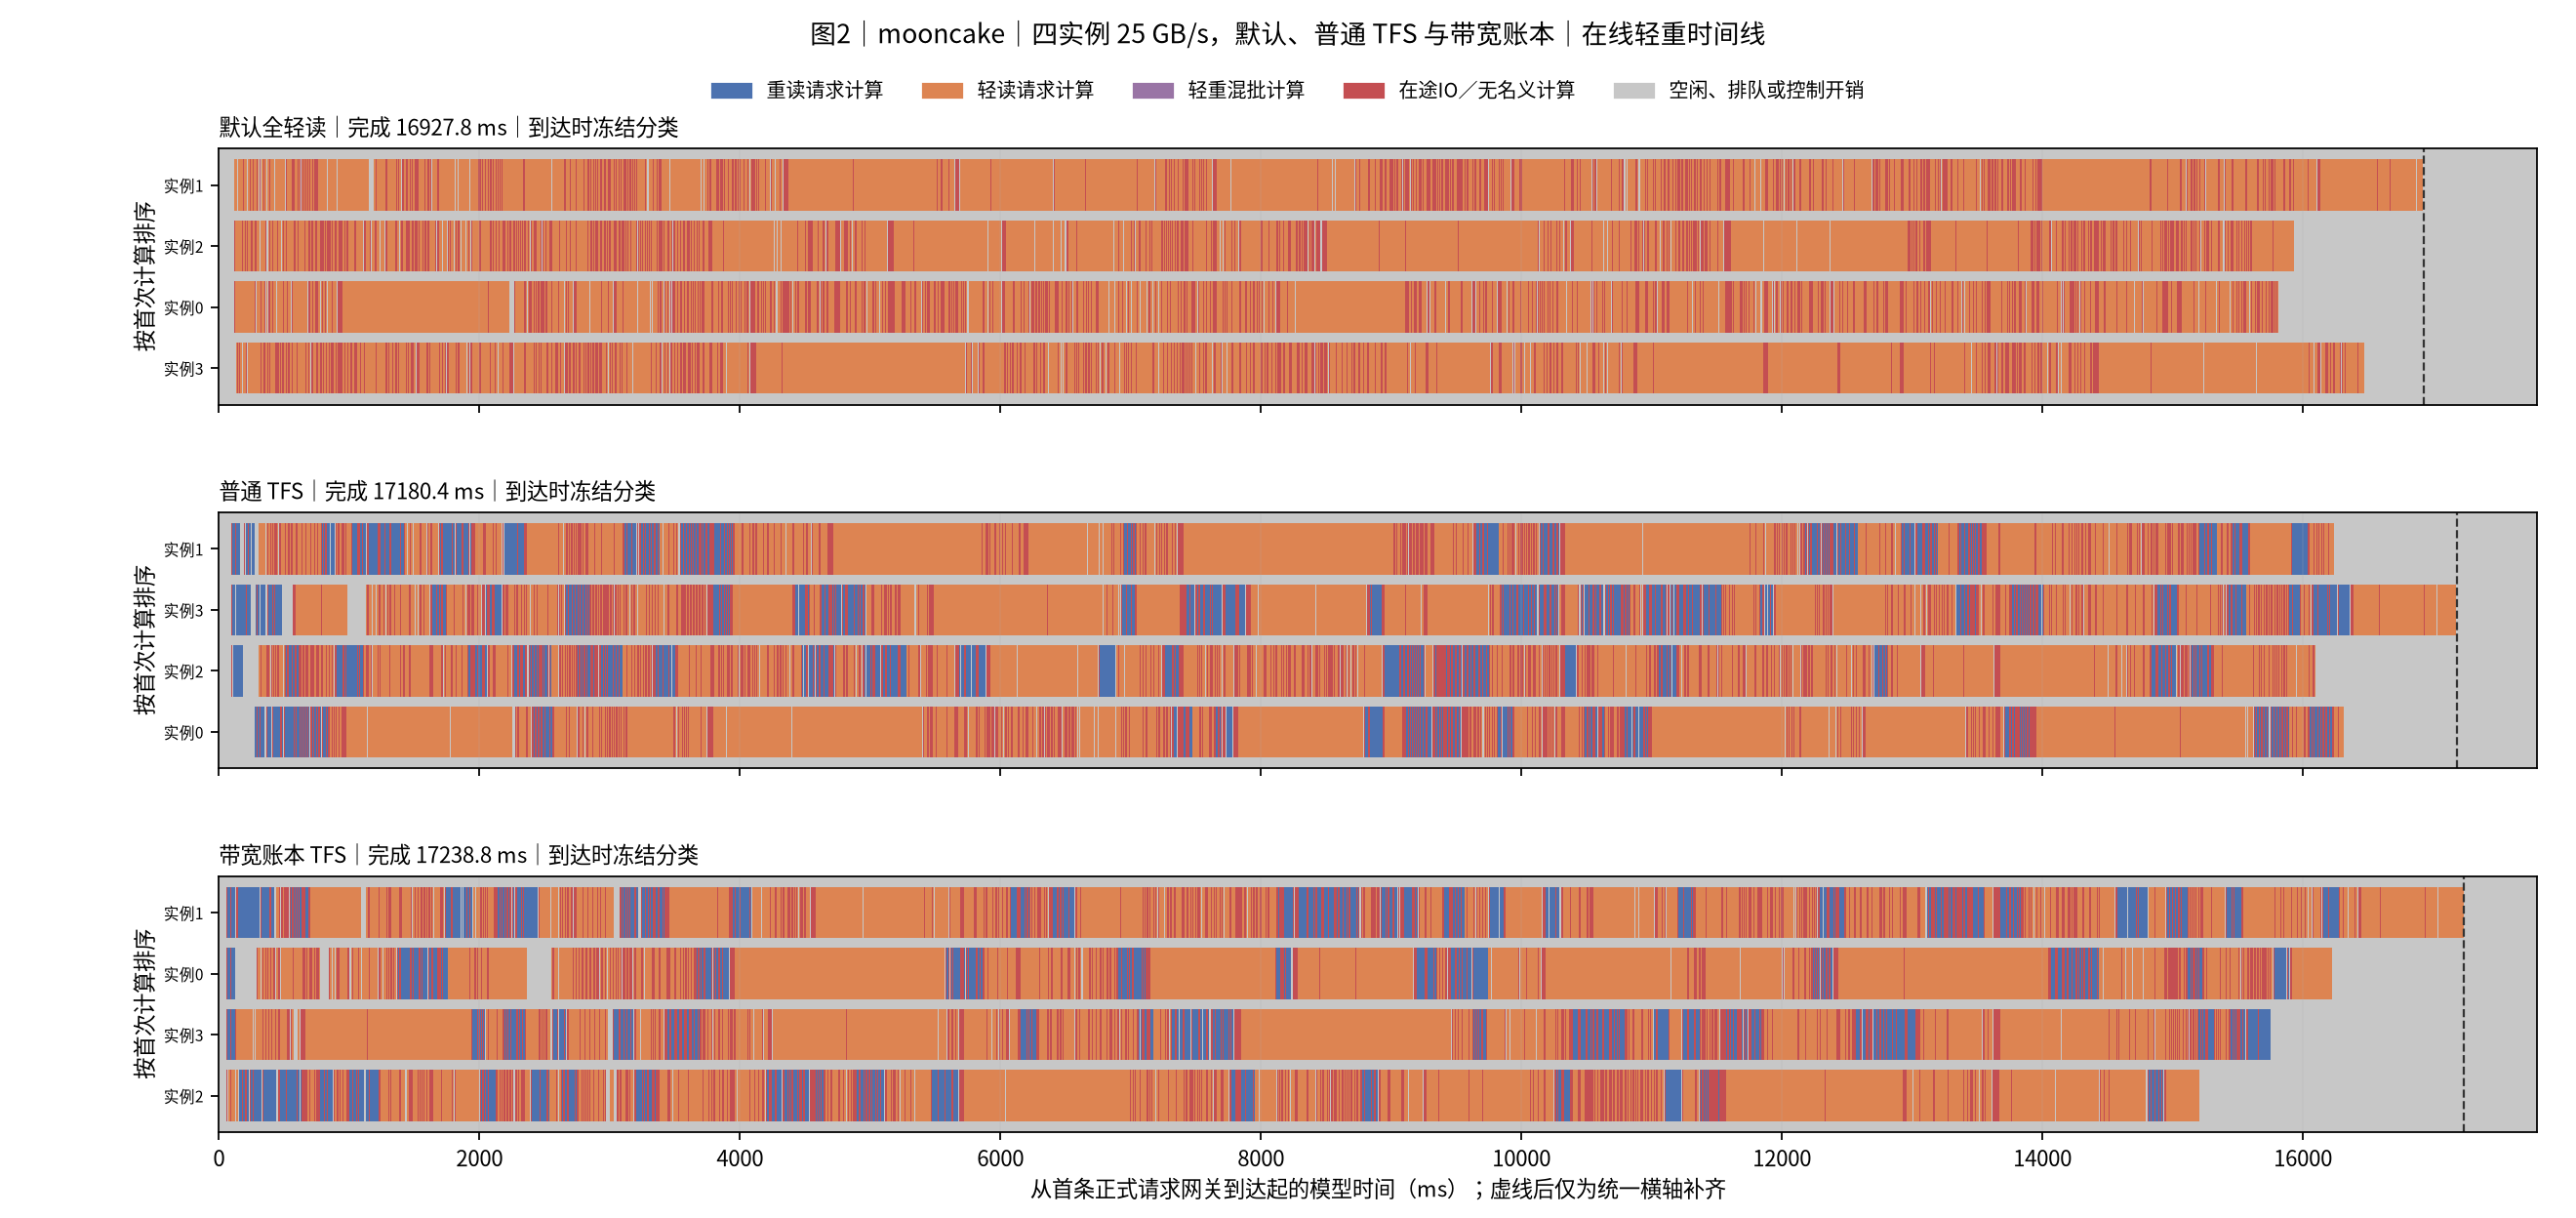 图2｜mooncake｜四实例 25 GB/s，默认、普通 TFS 与带宽账本｜在线轻重时间线
重读请求计算 轻读请求计算 轻重混批计算 在途IO／无名义计算 空闲、排队或控制开销
默认全轻读｜完成 16927.8 ms｜到达时冻结分类
按首次计算排序
实例1
实例2
实例0
实例3
普通 TFS｜完成 17180.4 ms｜到达时冻结分类
按首次计算排序
实例1
实例3
实例2
实例0
带宽账本 TFS｜完成 17238.8 ms｜到达时冻结分类
按首次计算排序
实例1
实例0
实例3
实例2
0 2000 4000 6000 8000 10000 12000 14000 16000
从首条正式请求网关到达起的模型时间（ms）；虚线后仅为统一横轴补齐